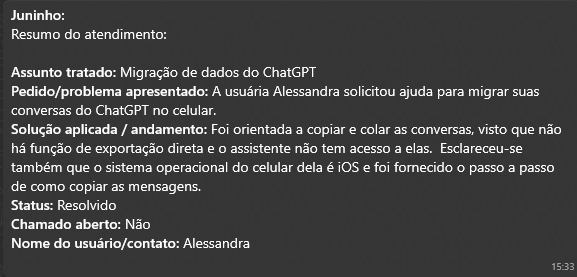 Juninho:
Resumo do atendimento:
Assunto tratado: Migração de dados do ChatGPT
Pedido/problema apresentado: A usuária Alessandra solicitou ajuda para migrar suas
conversas do ChatGPT no celular.
Solução aplicada / andamento: Foi orientada a copiar e colar as conversas, visto que não
há função de exportação direta e o assistente não tem acesso a elas.  Esclareceu-se
também que o sistema operacional do celular dela é iOS e foi fornecido o passo a passo
de como copiar as mensagens.
Status: Resolvido
Chamado aberto: Não
Nome do usuário/contato: Alessandra
15:33